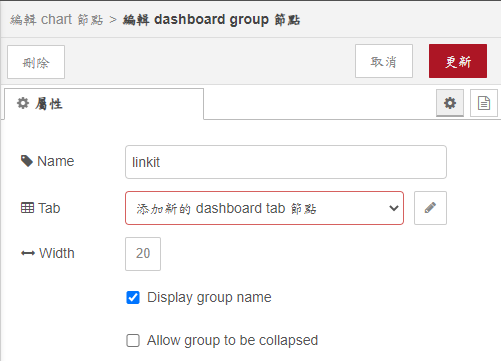 編輯 chart 節點 > 編輯 dashboard group 節點
刪除
取消
更新
屬性
Name
linkit
Tab
添加新的 dashboard tab 節點
Width
20
Display group name
Allow group to be collapsed